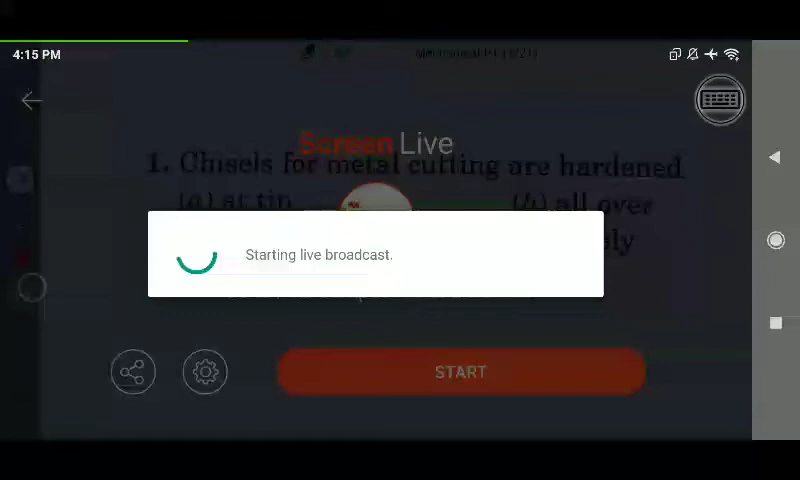 4:15 PM
Screen Live
1. Chisels for metal cutting are hardened
(a) at tip (b) all over
Starting live broadcast.
START